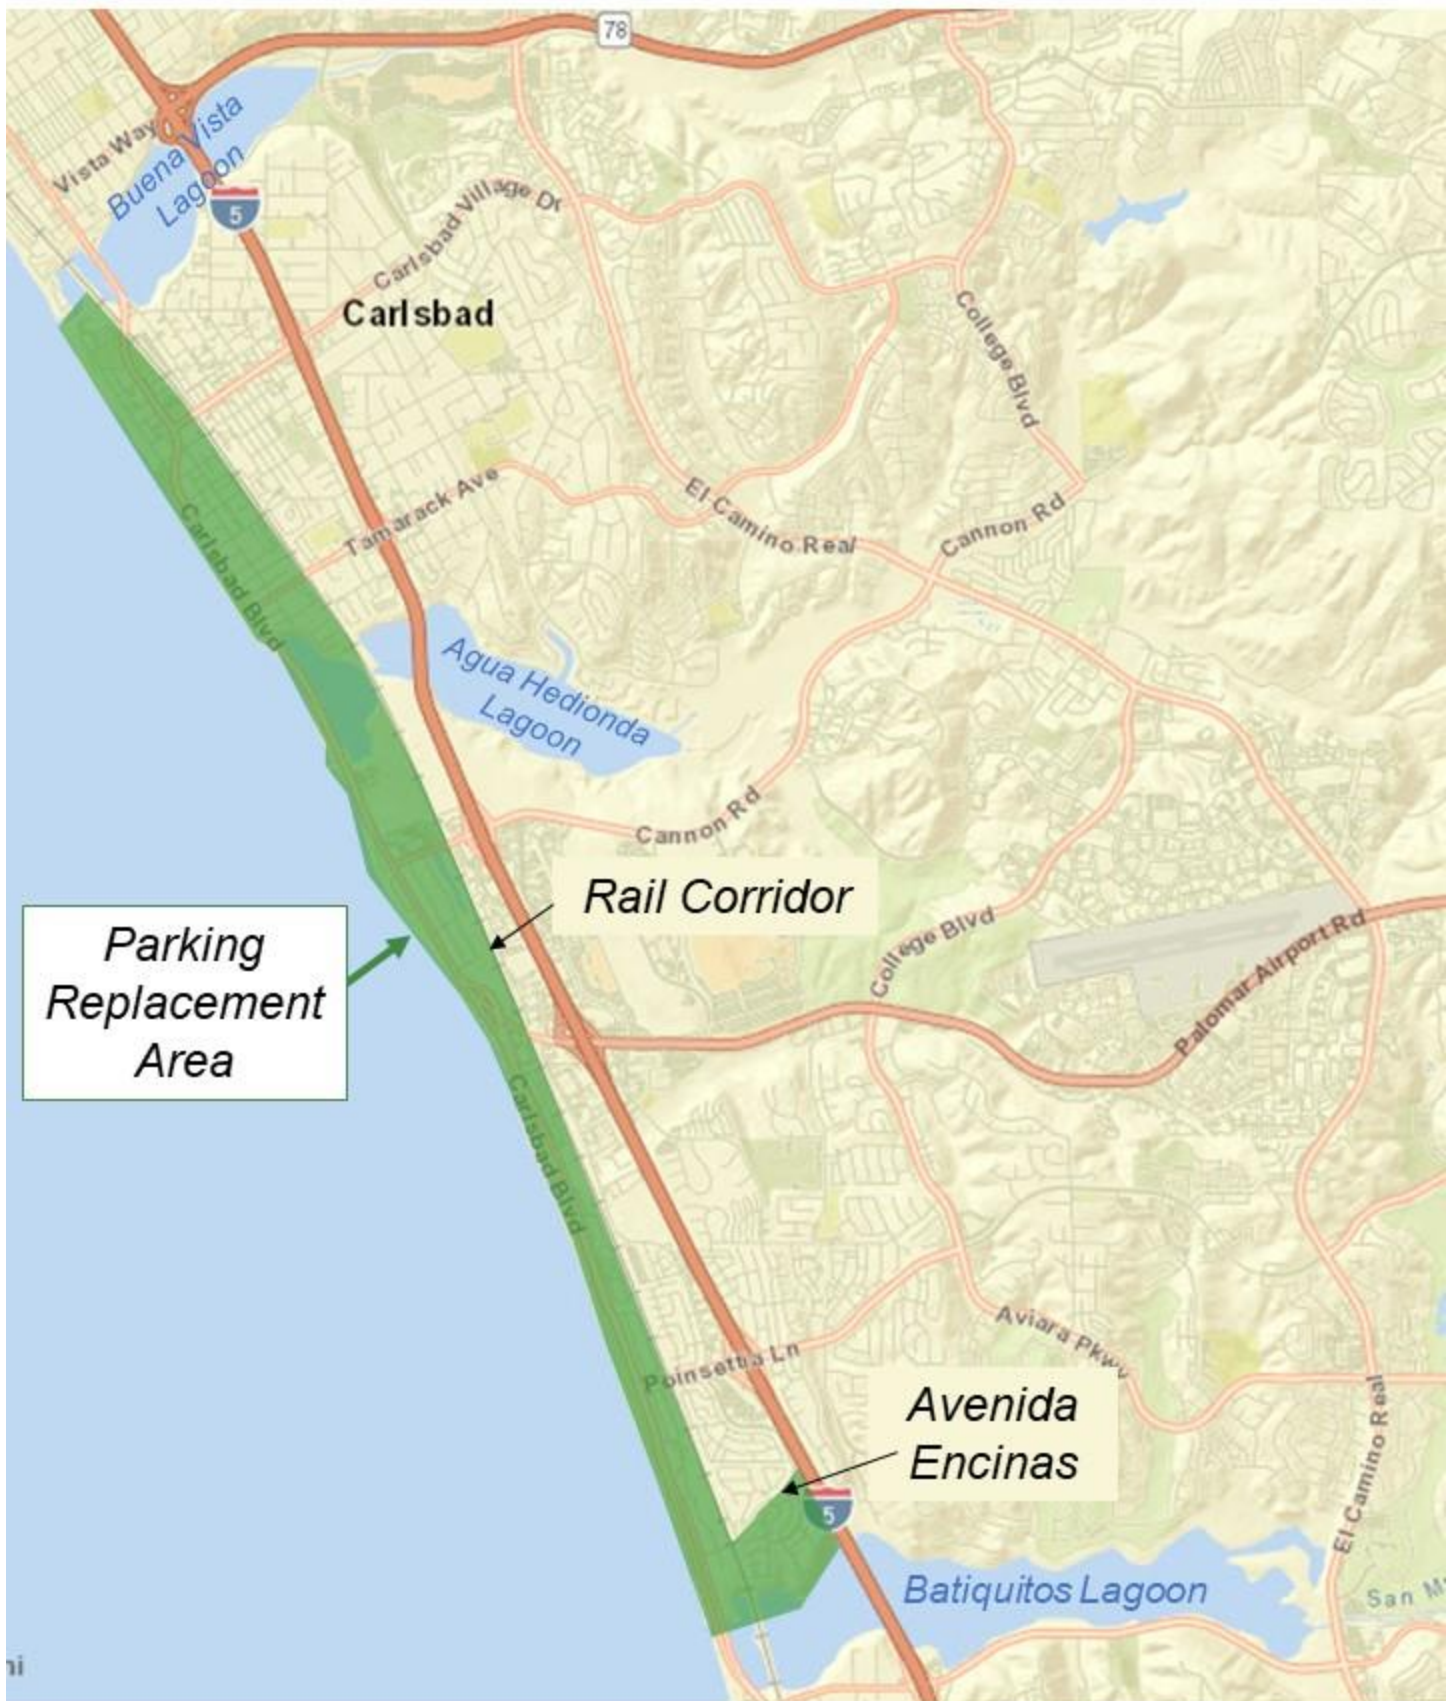 78
Vista Way
Buena Vista
Lagoon
5
Carlsbad Village Dr
Carlsbad
College Blvd
Tamarack Ave
El Camino Real
Cannon Rd
Carlsbad Blvd
Agua Hedionda
Lagoon
Cannon Rd
Rail Corridor
Parking
Replacement
Area
College Blvd
Palomar Airport Rd
Carlsbad Blvd
Poinsettia Ln
Aviara Pkwy
Avenida
Encinas
El Camino Real
5
Batiquitos Lagoon
San M
ni